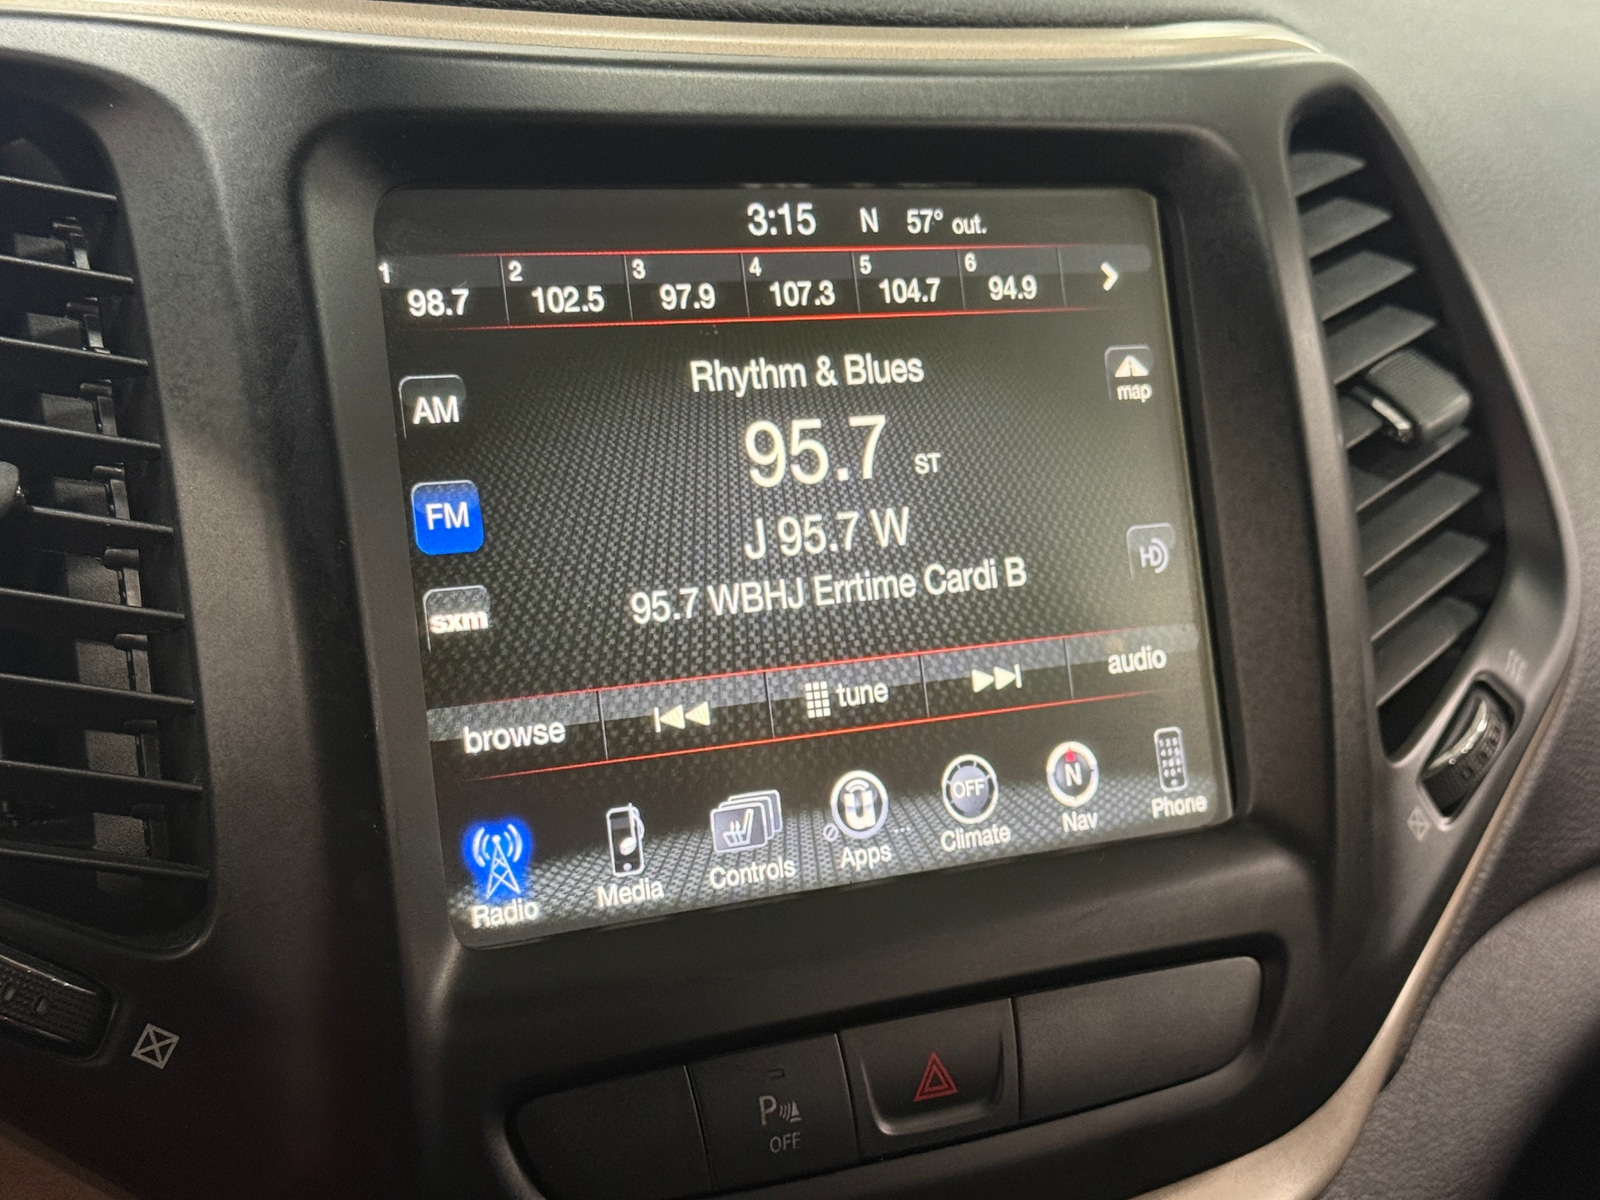 3:15 N 57° out.
1 2 3 4 5 6
98.7 102.5 97.9 107.3 104.7 94.9
Rhythm & Blues
map
AM
95.7 ST
FM
J 95.7 W
HD
95.7 WBHJ Errtime Cardi B
sxm
browse tune audio
OFF
N
Radio Media Controls Apps Climate Nav Phone
P
OFF